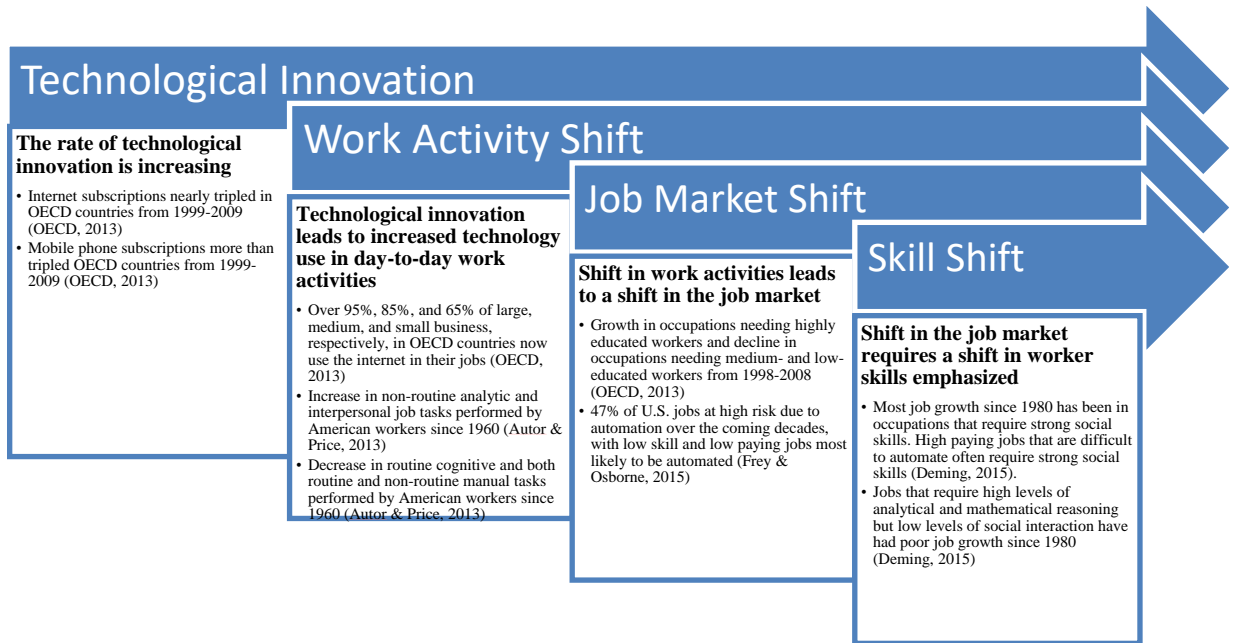 Technological Innovation
The rate of technological
innovation is increasing
• Internet subscriptions nearly tripled in
OECD countries from 1999-2009
(OECD, 2013)
• Mobile phone subscriptions more than
tripled OECD countries from 1999-
2009 (OECD, 2013)
Work Activity Shift
Technological innovation
leads to increased technology
use in day-to-day work
activities
• Over 95%, 85%, and 65% of large,
medium, and small business,
respectively, in OECD countries now
use the internet in their jobs (OECD,
2013)
• Increase in non-routine analytic and
interpersonal job tasks performed by
American workers since 1960 (Autor &
Price, 2013)
• Decrease in routine cognitive and both
routine and non-routine manual tasks
performed by American workers since
1960 (Autor & Price, 2013)
Job Market Shift
Shift in work activities leads
to a shift in the job market
• Growth in occupations needing highly
educated workers and decline in
occupations needing medium- and low-
educated workers from 1998-2008
(OECD, 2013)
• 47% of U.S. jobs at high risk due to
automation over the coming decades,
with low skill and low paying jobs most
likely to be automated (Frey &
Osborne, 2015)
Skill Shift
Shift in the job market
requires a shift in worker
skills emphasized
• Most job growth since 1980 has been in
occupations that require strong social
skills. High paying jobs that are difficult
to automate often require strong social
skills (Deming, 2015).
• Jobs that require high levels of
analytical and mathematical reasoning
but low levels of social interaction have
had poor job growth since 1980
(Deming, 2015)